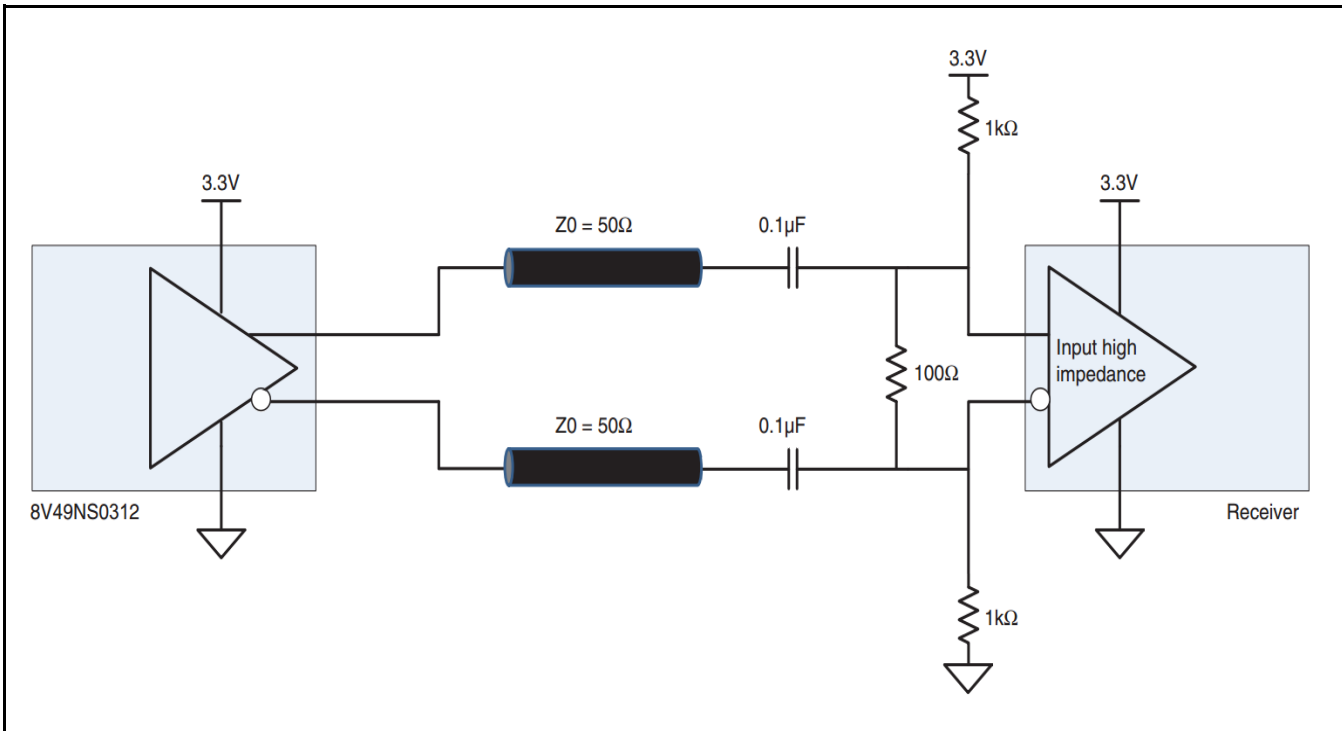 3.3V
1kΩ
3.3V
3.3V
Z0 = 50Ω
0.1µF
Input high
impedance
100Ω
Z0 = 50Ω
0.1µF
8V49NS0312
Receiver
1kΩ